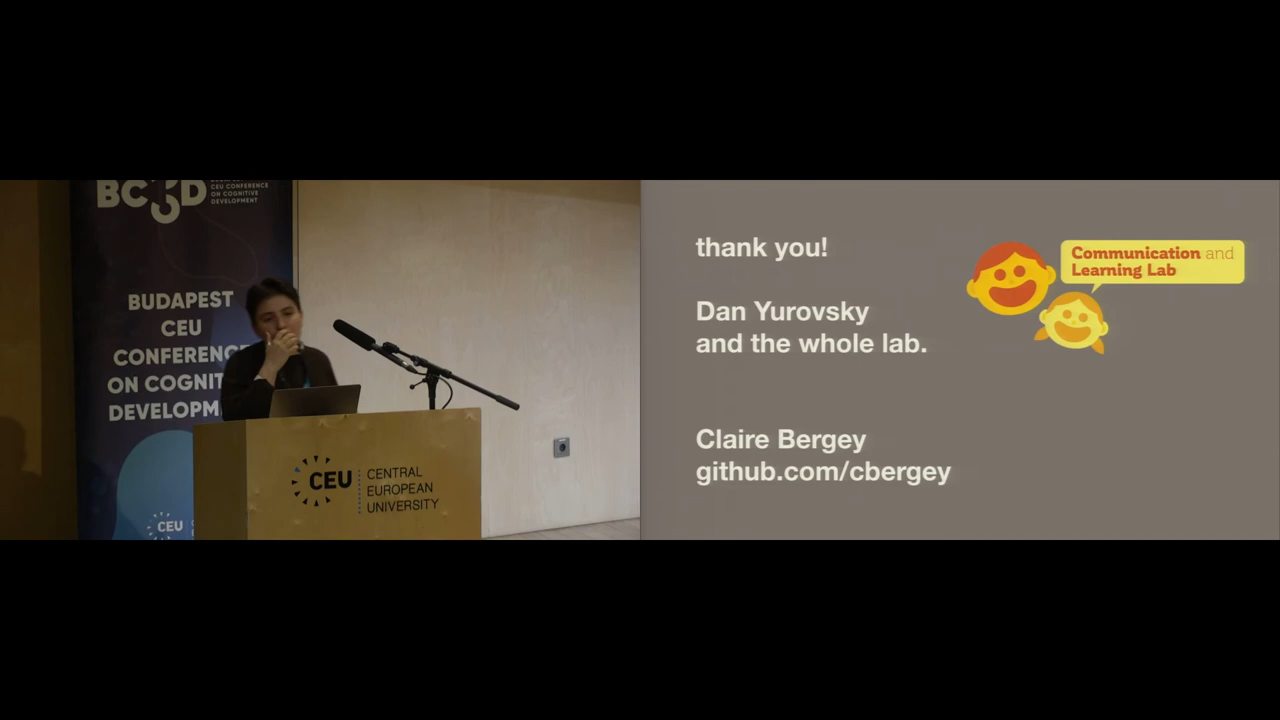 BCCCD
CEU CONFERENCE
ON COGNITIVE
DEVELOPMENT
BUDAPEST
CEU
CONFERENCE
ON COGNIT
DEVELOPM
CEU
CEU
CENTRAL
EUROPEAN
UNIVERSITY
thank you!
Communication and
Learning Lab
Dan Yurovsky
and the whole lab.
Claire Bergey
github.com/cbergey